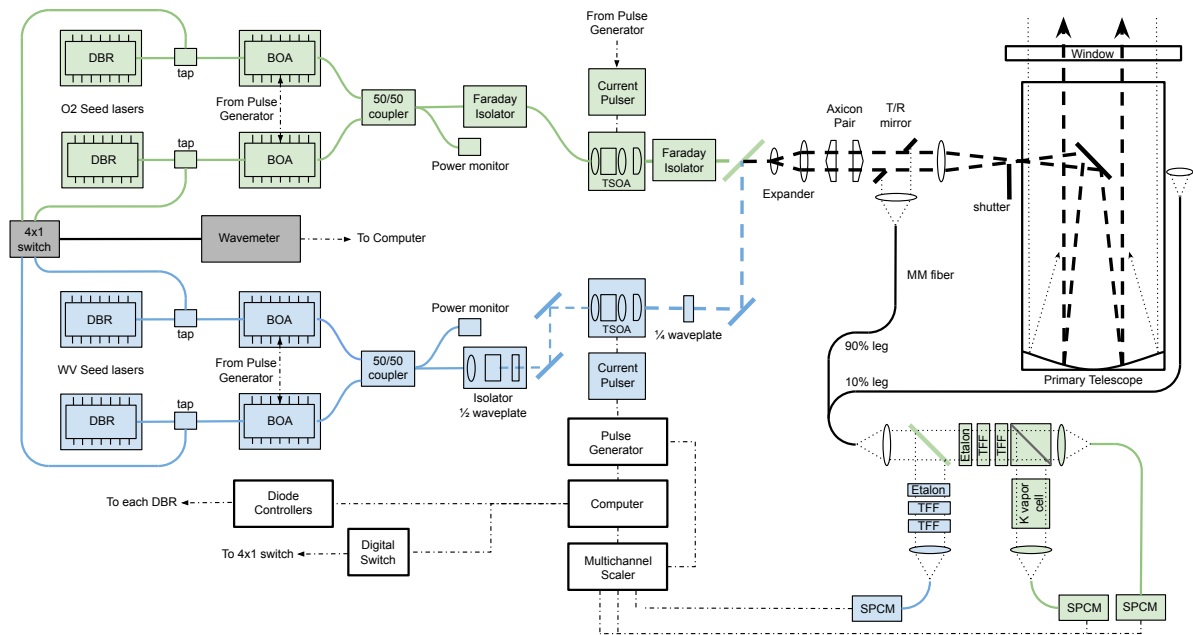 DBR
tap
BOA
O2 Seed lasers
From Pulse
Generator
DBR
tap
BOA
50/50
coupler
Power monitor
Faraday
Isolator
From Pulse
Generator
Current
Pulser
TSOA
Faraday
Isolator
Expander
Axicon
Pair
T/R
mirror
shutter
Window
Primary Telescope
4x1
switch
Wavemeter
To Computer
DBR
tap
BOA
WV Seed lasers
From Pulse
Generator
tap
DBR
BOA
50/50
coupler
Power monitor
Isolator
½ waveplate
TSOA
¼ waveplate
Current
Pulser
MM fiber
90% leg
10% leg
Pulse
Generator
Computer
Multichannel
Scaler
To each DBR
Diode
Controllers
To 4x1 switch
Digital
Switch
Etalon
TFF
TFF
Etalon
TFF
TFF
K vapor
cell
SPCM
SPCM
SPCM